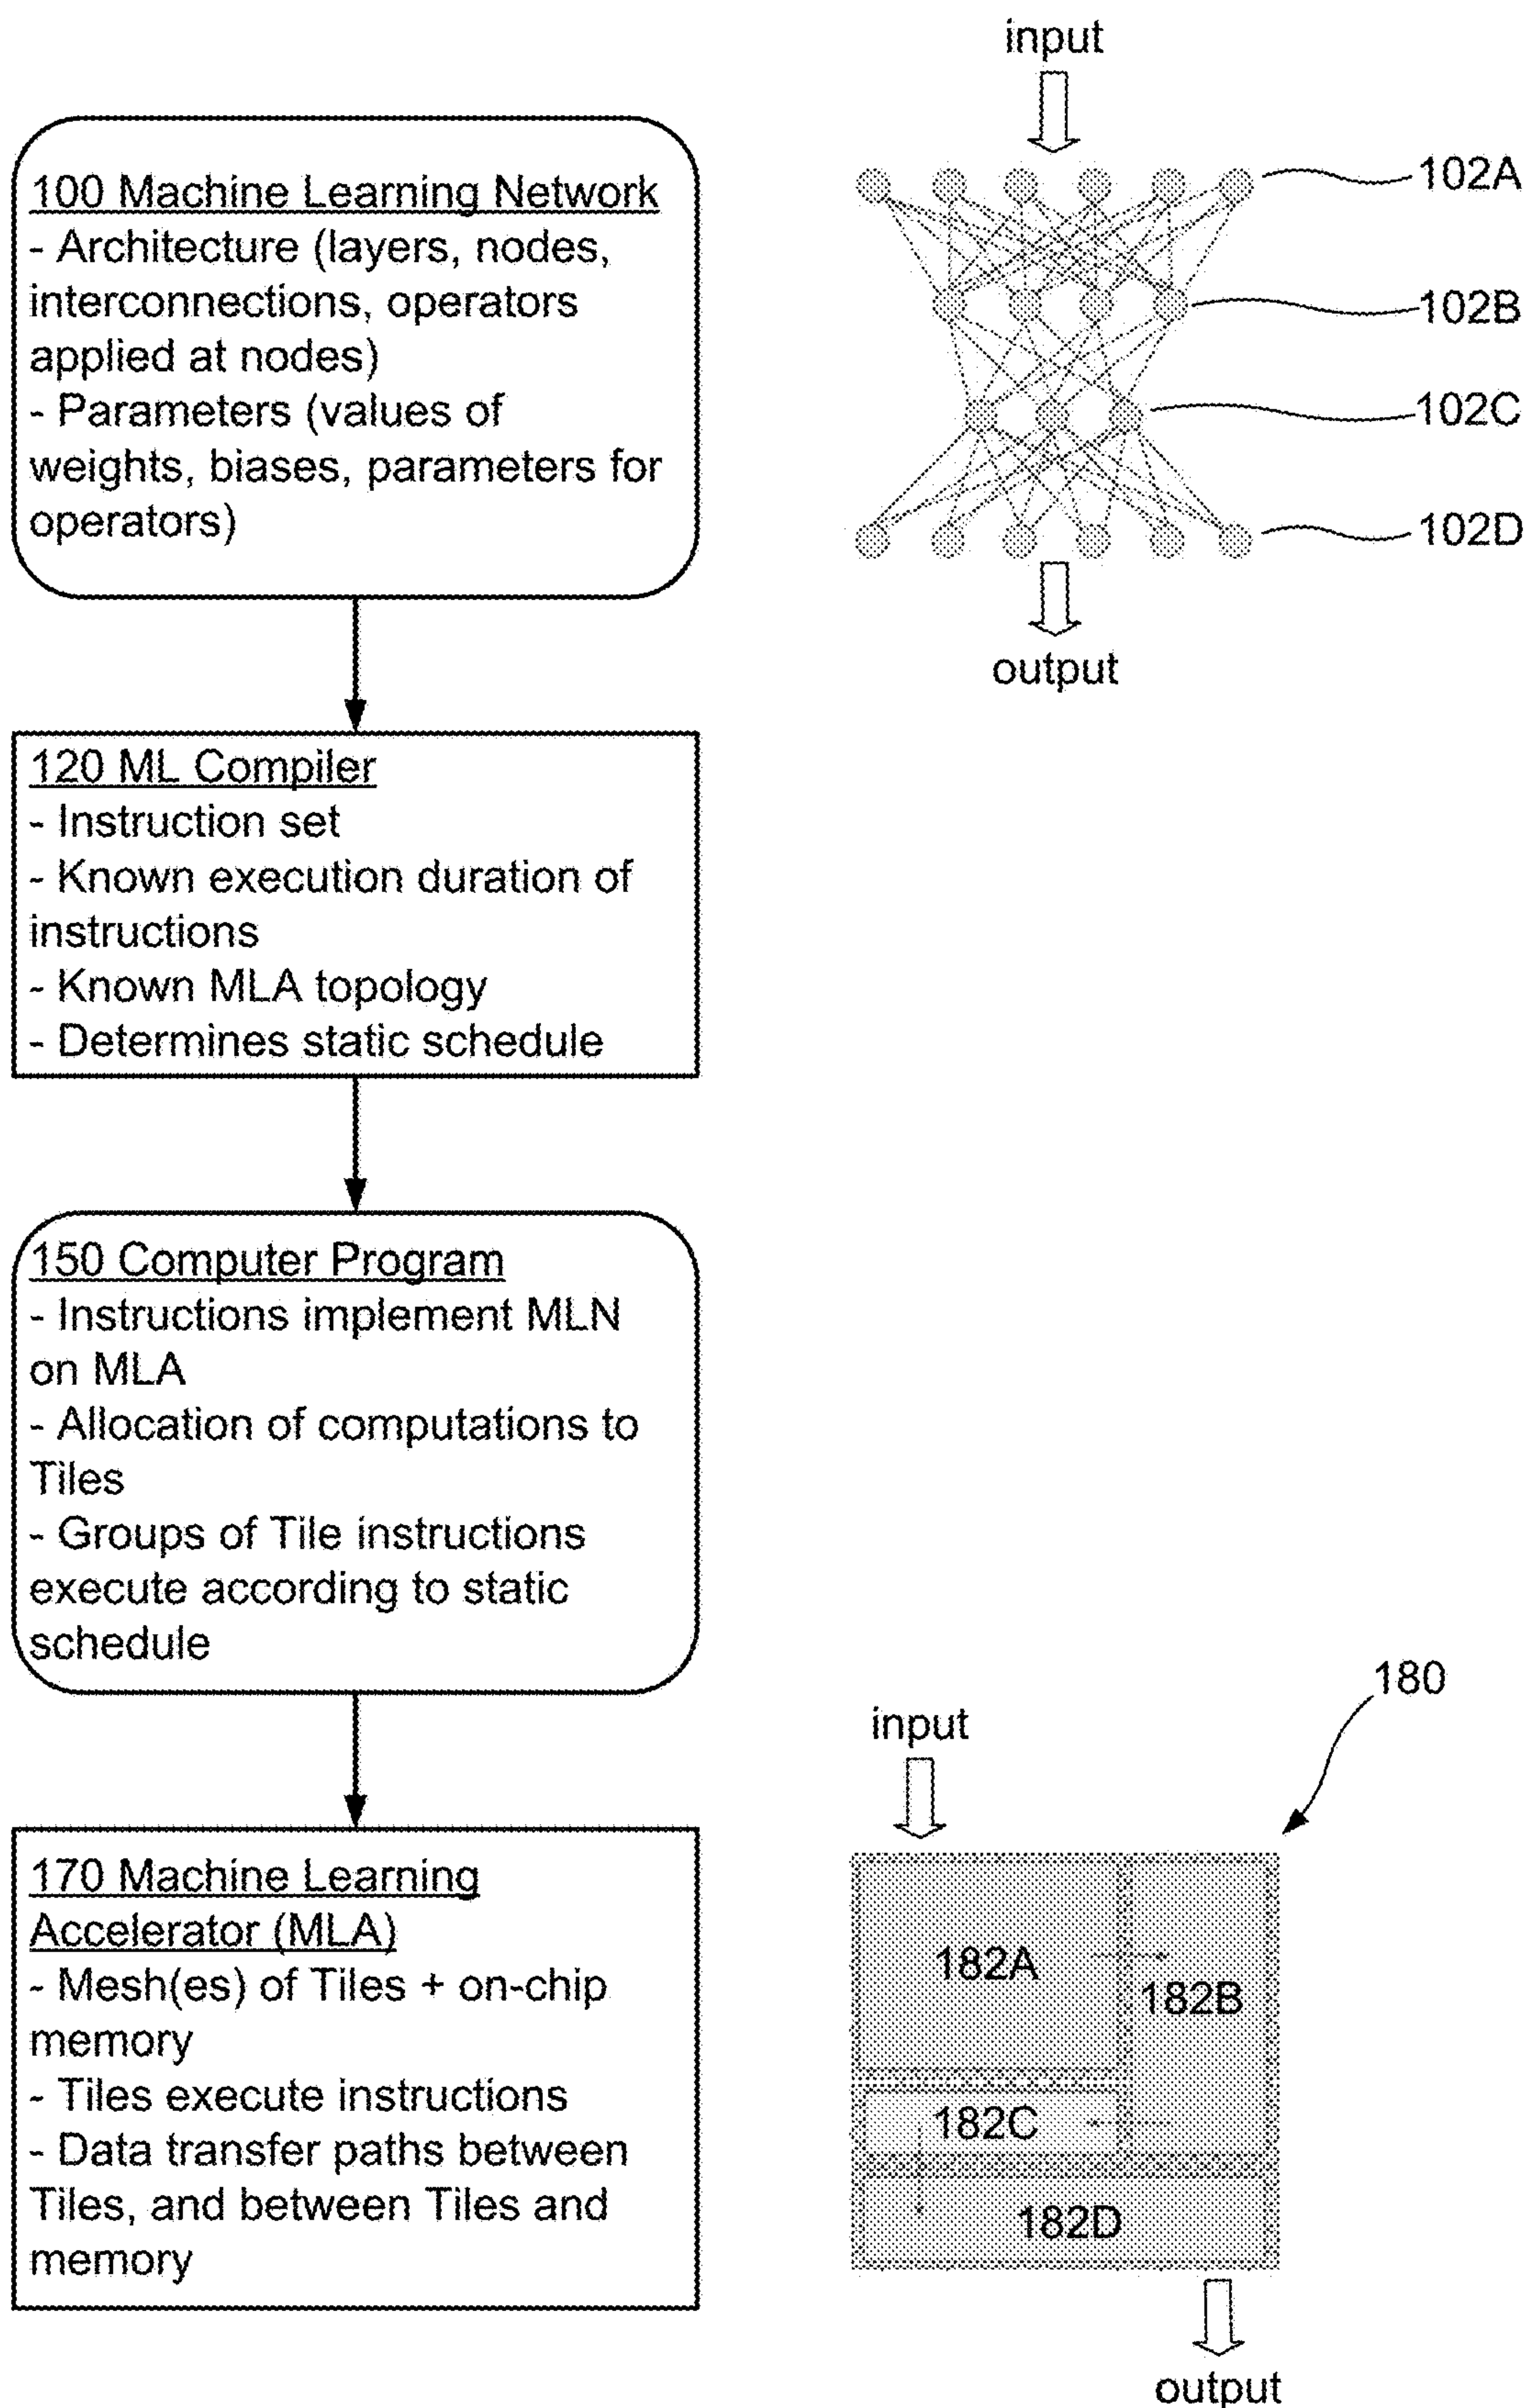 input
102A
102B
102C
102D
output
100 Machine Learning Network
- Architecture (layers, nodes,
interconnections, operators
applied at nodes)
- Parameters (values of
weights, biases, parameters for
operators)
120 ML Compiler
- Instruction set
- Known execution duration of
instructions
- Known MLA topology
- Determines static schedule
150 Computer Program
- Instructions implement MLN
on MLA
- Allocation of computations to
Tiles
- Groups of Tile instructions
execute according to static
schedule
170 Machine Learning
Accelerator (MLA)
- Mesh(es) of Tiles + on-chip
memory
- Tiles execute instructions
- Data transfer paths between
Tiles, and between Tiles and
memory
180
input
182A
182B
182C
182D
output